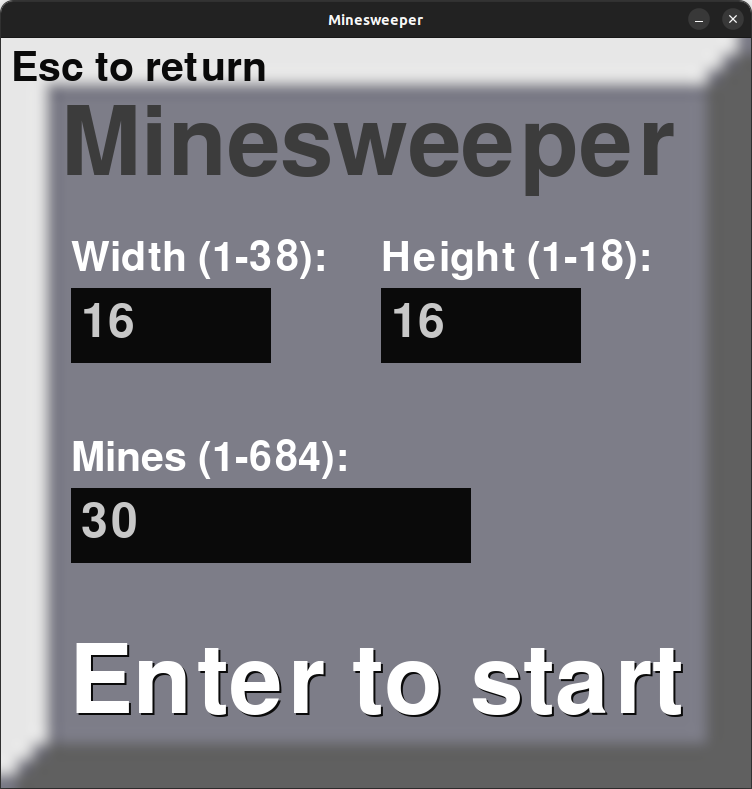 Minesweeper
Esc to return
Minesweeper
Width (1-38): Height (1-18):
16 16
Mines (1-684):
30
Enter to start